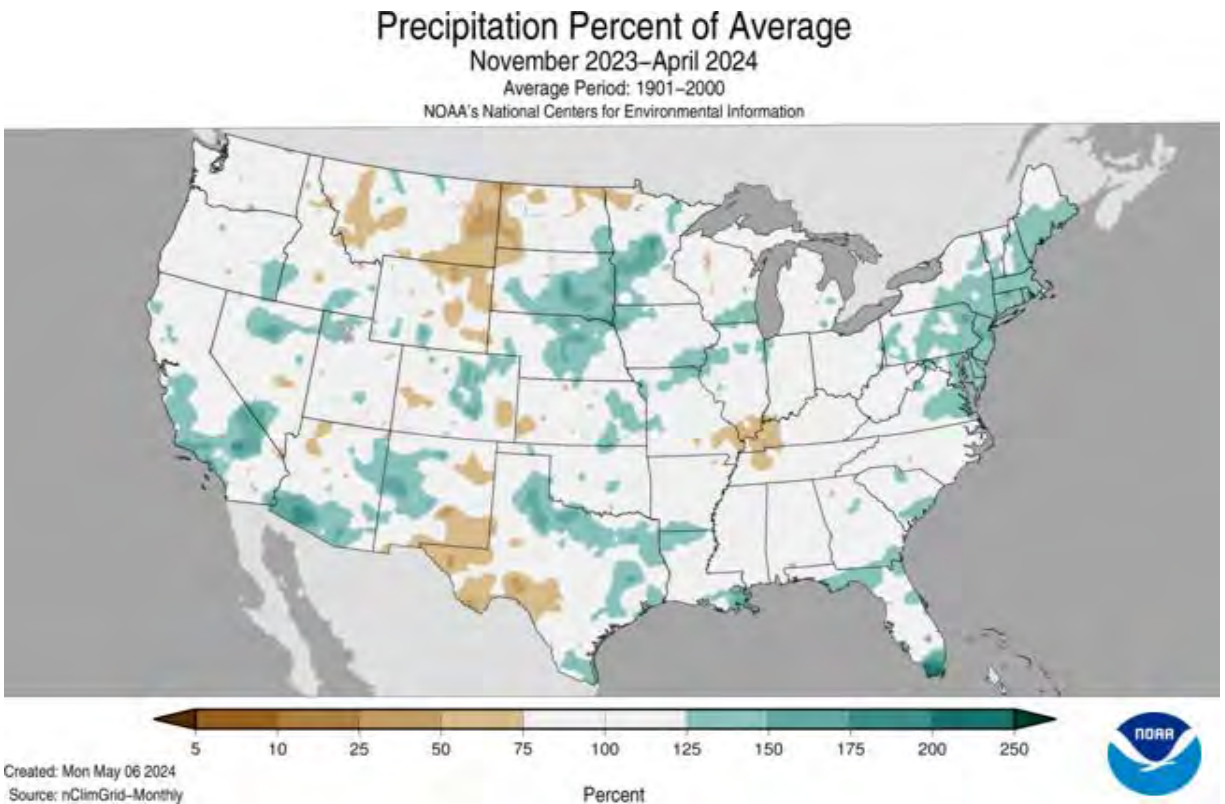 Precipitation Percent of Average
November 2023–April 2024
Average Period: 1901–2000
NOAA's National Centers for Environmental Information
5 10 25 50 75 100 125 150 175 200 250
NOAA
Created: Mon May 06 2024
Source: nClimGrid–Monthly
Percent